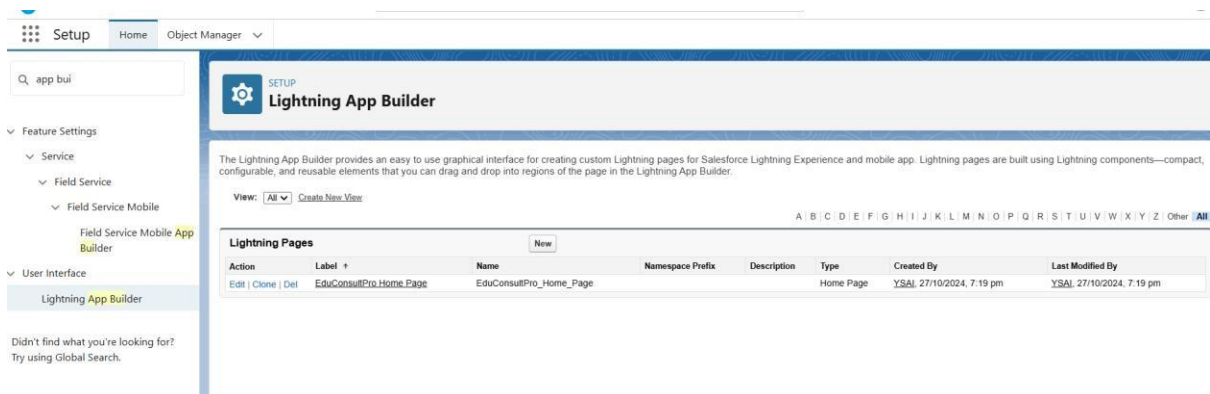 Setup Home Object Manager
app bui
Feature Settings
Service
Field Service
Field Service Mobile
Field Service Mobile App
Builder
User Interface
Lightning App Builder
Didn't find what you're looking for?
Try using Global Search.
SETUP
Lightning App Builder
The Lightning App Builder provides an easy to use graphical interface for creating custom Lightning pages for Salesforce Lightning Experience and mobile app. Lightning pages are built using Lightning components—compact,
configurable, and reusable elements that you can drag and drop into regions of the page in the Lightning App Builder.
View: All Create New View
A | B | C | D | E | F | G | H | I | J | K | L | M | N | O | P | Q | R | S | T | U | V | W | X | Y | Z | Other | All
Lightning Pages New
Action Label ↑ Name Namespace Prefix Description Type Created By Last Modified By
Edit | Clone | Del EduConsultPro Home Page EduConsultPro_Home_Page Home Page YSAI, 27/10/2024, 7:19 pm YSAI, 27/10/2024, 7:19 pm